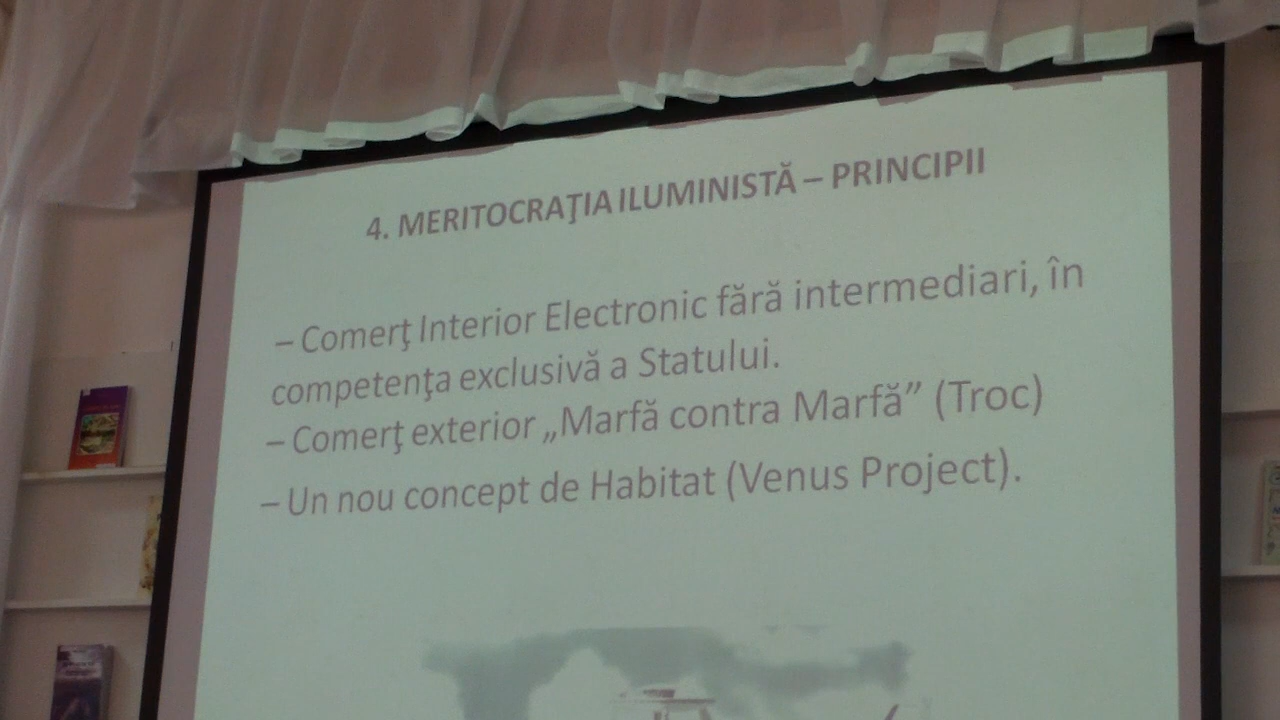 4. MERITOCRAŢIA ILUMINISTĂ – PRINCIPII
– Comerţ Interior Electronic fără intermediari, în
competenţa exclusivă a Statului.
– Comerţ exterior „Marfă contra Marfă” (Troc)
– Un nou concept de Habitat (Venus Project).